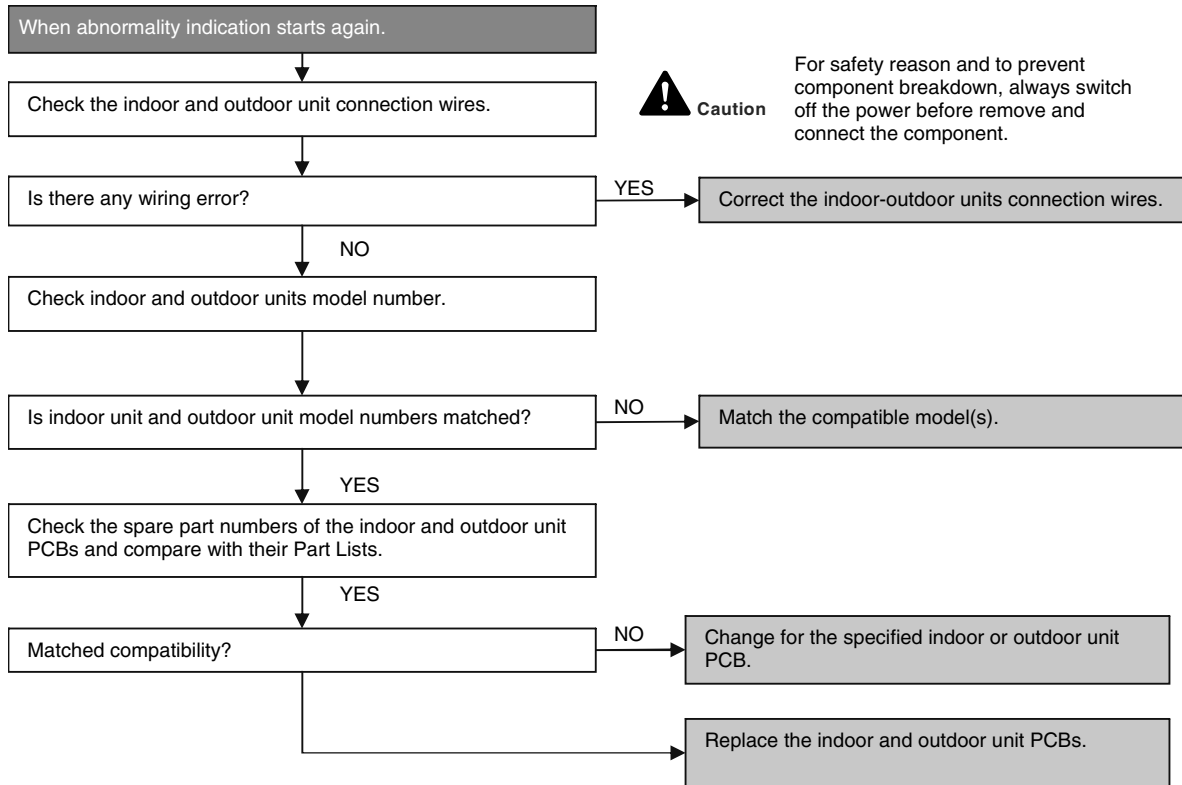 When abnormality indication starts again.
Check the indoor and outdoor unit connection wires.
Caution
For safety reason and to prevent
component breakdown, always switch
off the power before remove and
connect the component.
Is there any wiring error?
YES
Correct the indoor-outdoor units connection wires.
NO
Check indoor and outdoor units model number.
Is indoor unit and outdoor unit model numbers matched?
NO
Match the compatible model(s).
YES
Check the spare part numbers of the indoor and outdoor unit
PCBs and compare with their Part Lists.
YES
Matched compatibility?
NO
Change for the specified indoor or outdoor unit
PCB.
Replace the indoor and outdoor unit PCBs.